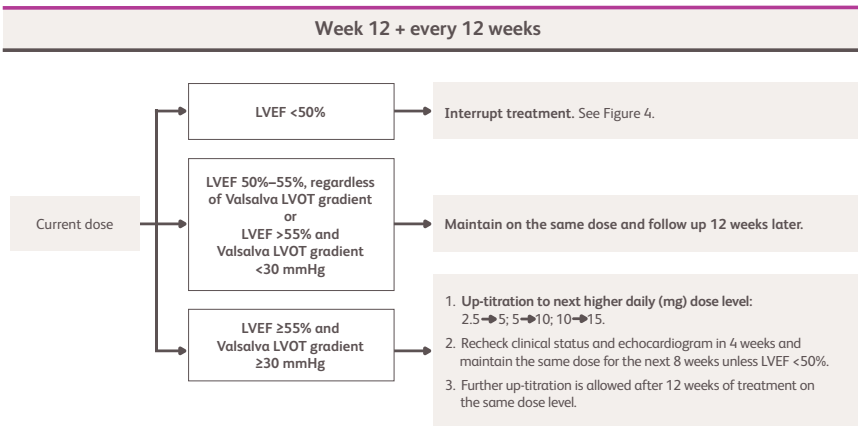 Week 12 + every 12 weeks
Current dose
LVEF <50%
Interrupt treatment. See Figure 4.
LVEF 50%–55%, regardless
of Valsalva LVOT gradient
or
LVEF >55% and
Valsalva LVOT gradient
<30 mmHg
Maintain on the same dose and follow up 12 weeks later.
LVEF ≥55% and
Valsalva LVOT gradient
≥30 mmHg
1. Up-titration to next higher daily (mg) dose level:
2.5➔5; 5➔10; 10➔15.
2. Recheck clinical status and echocardiogram in 4 weeks and
maintain the same dose for the next 8 weeks unless LVEF <50%.
3. Further up-titration is allowed after 12 weeks of treatment on
the same dose level.